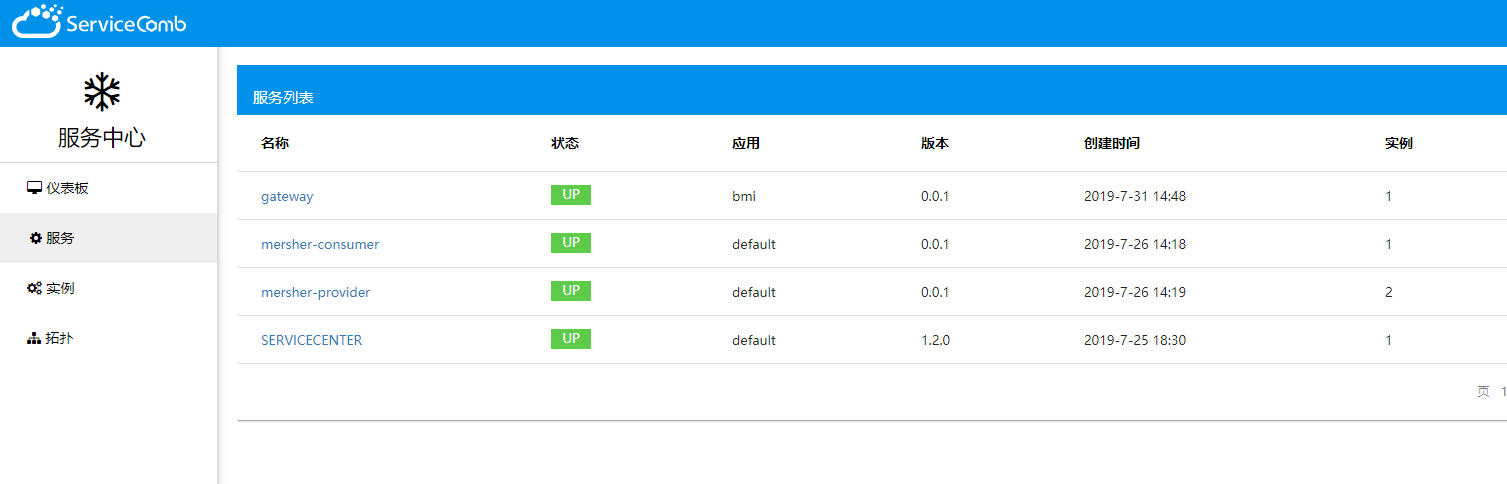 ServiceComb
服务中心
仪表板
服务
实例
拓扑
服务列表
名称 状态 应用 版本 创建时间 实例
gateway UP bmi 0.0.1 2019-7-31 14:48 1
mersher-consumer UP default 0.0.1 2019-7-26 14:18 1
mersher-provider UP default 0.0.1 2019-7-26 14:19 2
SERVICECENTER UP default 1.2.0 2019-7-25 18:30 1
页 1